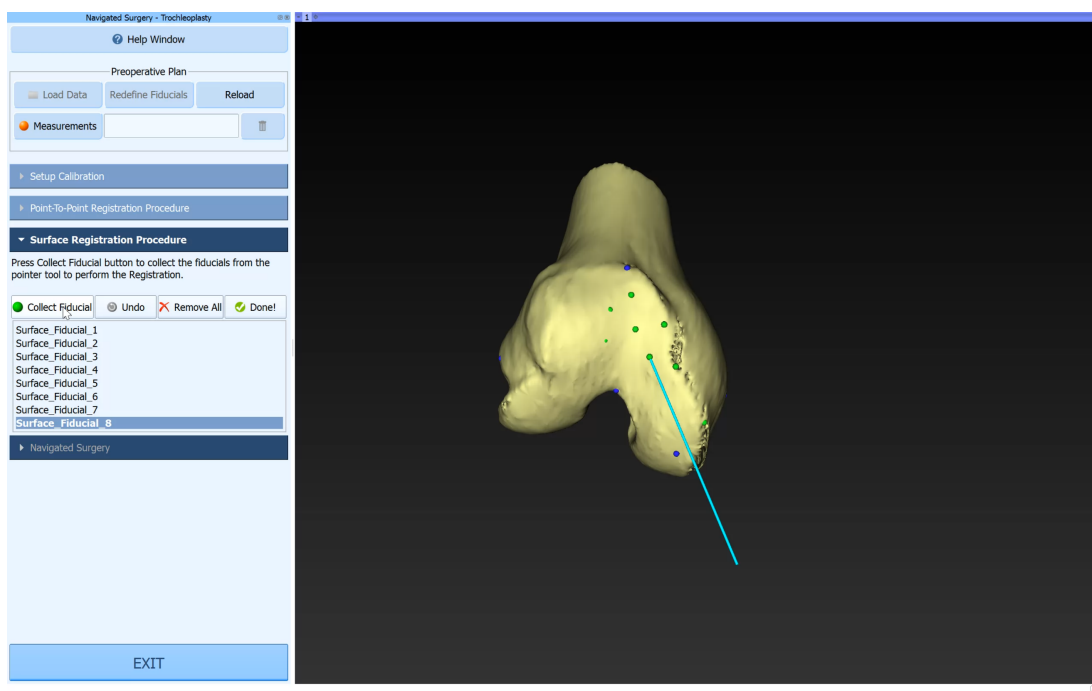 Navigated Surgery - Trochleoplasty
1
Help Window
Preoperative Plan
Load Data
Redefine Fiducials
Reload
Measurements
Setup Calibration
Point-To-Point Registration Procedure
Surface Registration Procedure
Press Collect Fiducial button to collect the fiducials from the
pointer tool to perform the Registration.
Collect Fiducial
Undo
Remove All
Done!
Surface_Fiducial_1
Surface_Fiducial_2
Surface_Fiducial_3
Surface_Fiducial_4
Surface_Fiducial_5
Surface_Fiducial_6
Surface_Fiducial_7
Surface_Fiducial_8
Navigated Surgery
EXIT